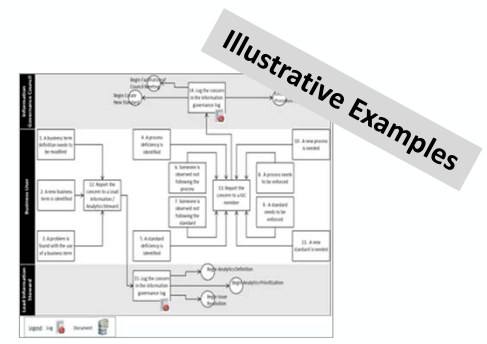 Illustrative Examples
Information
Governance Council
Begin Facilitation of
Council Meeting
Begin Create
New Standard
14. Log the concern
in the information
governance log
Processes
Business User
1. A business term
definition needs to
be modified
2. A new business
term is identified
3. A problem is
found with the use
of a business term
12. Report the
concern to a Lead
Information /
Analytics Steward
4. A process
deficiency is
identified
6. Someone is
observed not
following the
process
7. Someone is
observed not
following the
standard
5. A standard
deficiency is
identified
13. Report the
concern to a IGC
member
10. A new process
is needed
8. A process needs
to be enforced
9. A standard
needs to be
enforced
11. A new
standard is needed
Lead Information
Steward
15. Log the concern
in the information
governance log
Begin Analytics Definition
Begin Analytics Prioritization
Begin Issue
Resolution
Legend: Log Document